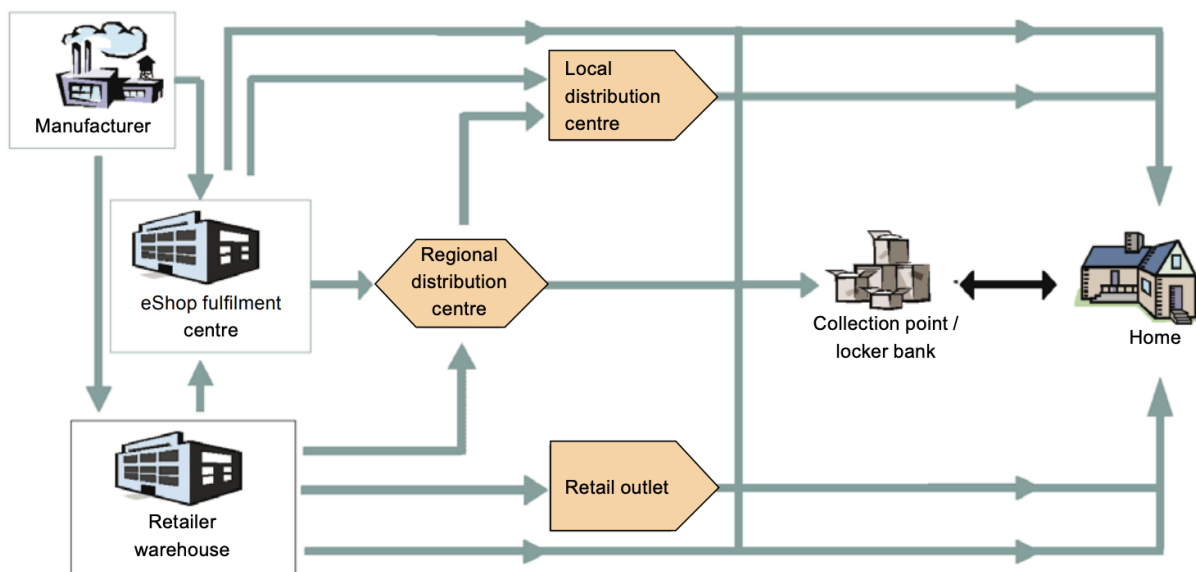 Manufacturer
Local
distribution
centre
eShop fulfilment
centre
Regional
distribution
centre
Collection point /
locker bank
Home
Retailer
warehouse
Retail outlet